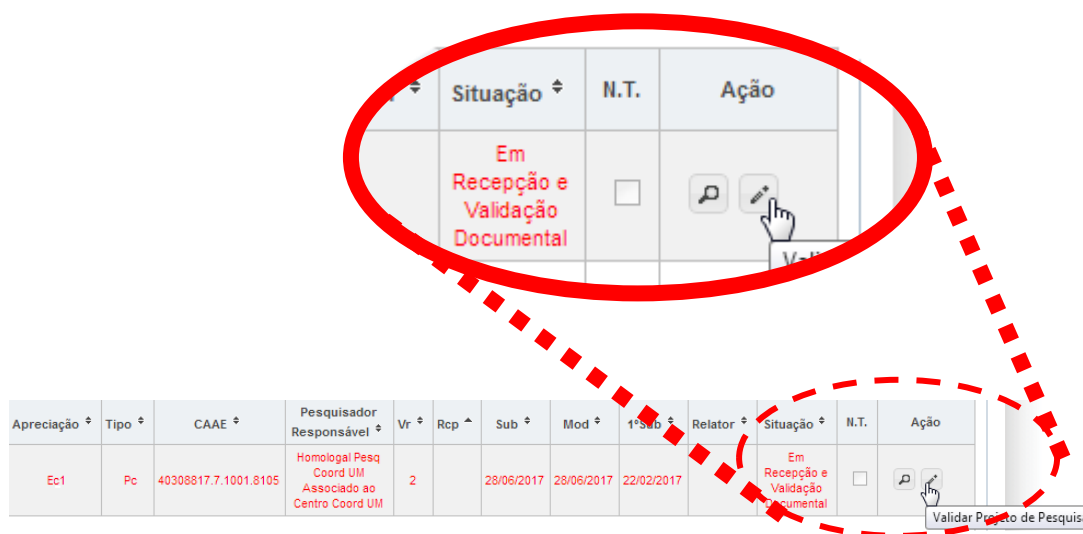 Situação N.T. Ação
Em
Recepção e
Validação
Documental
Apreciação Tipo CAAE Pesquisador Responsável Vr Rcp Sub Mod 1ºSub Relator Situação N.T. Ação
Ec1 Pc 40308817.7.1001.8105 Homologal Pesq Coord UM Associado ao Centro Coord UM 2 28/06/2017 28/06/2017 22/02/2017 Em Recepção e Validação Documental
Validar Projeto de Pesquis